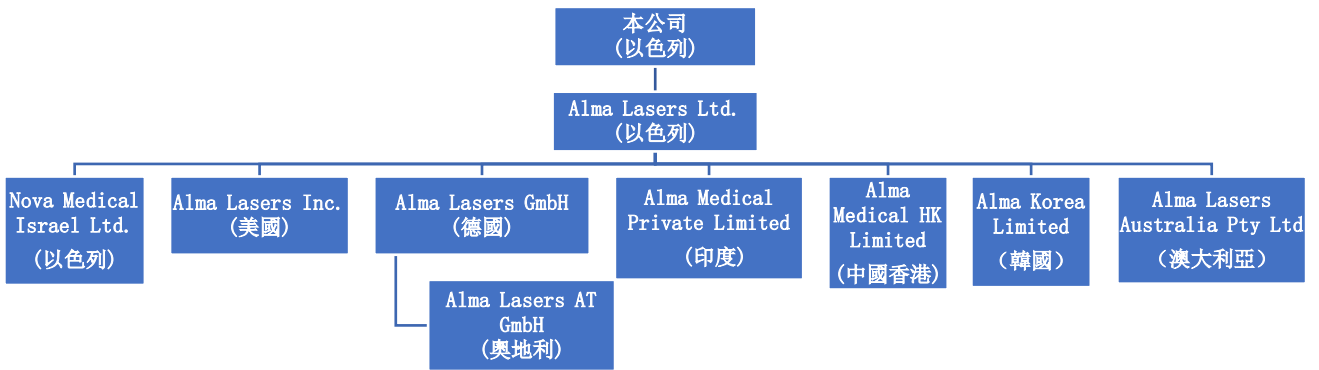 本公司
(以色列)
Alma Lasers Ltd.
(以色列)
Nova Medical
Israel Ltd.
(以色列)
Alma Lasers Inc.
(美國)
Alma Lasers GmbH
(德國)
Alma Medical
Private Limited
(印度)
Alma
Medical HK
Limited
(中國香港)
Alma Korea
Limited
（韓國）
Alma Lasers
Australia Pty Ltd
（澳大利亞）
Alma Lasers AT
GmbH
(奧地利)